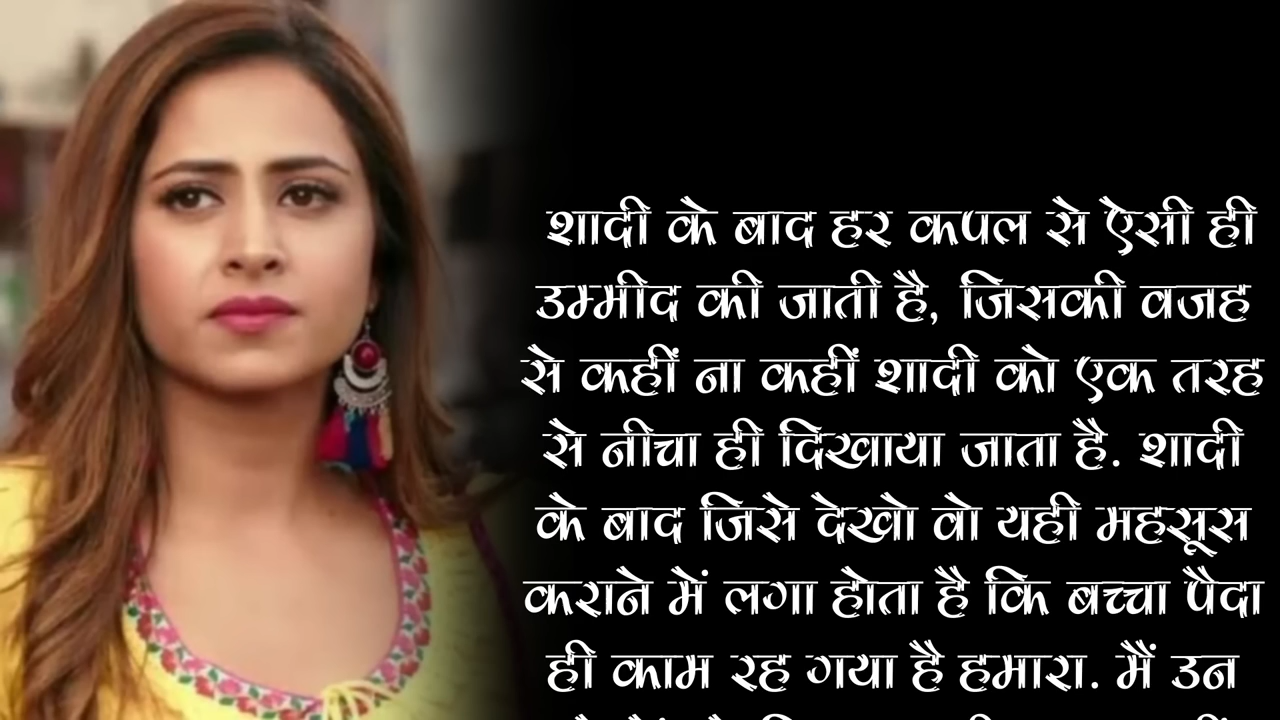 शादी के बाद हर कपल से ऐसी ही
उम्मीद की जाती है, जिसकी वजह
से कहीं ना कहीं शादी को एक तरह
से नीचा ही दिखाया जाता है. शादी
के बाद जिसे देखो वो यही महसूस
कराने में लगा होता है कि बच्चा पैदा
ही काम रह गया है हमारा. मैं उन